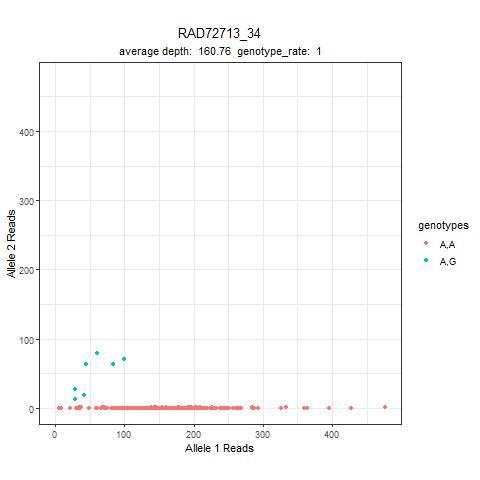 RAD72713_34
average depth: 160.76 genotype_rate: 1
Allele 2 Reads
400
300
200
100
0
0
100
200
300
400
Allele 1 Reads
genotypes
A,A
A,G